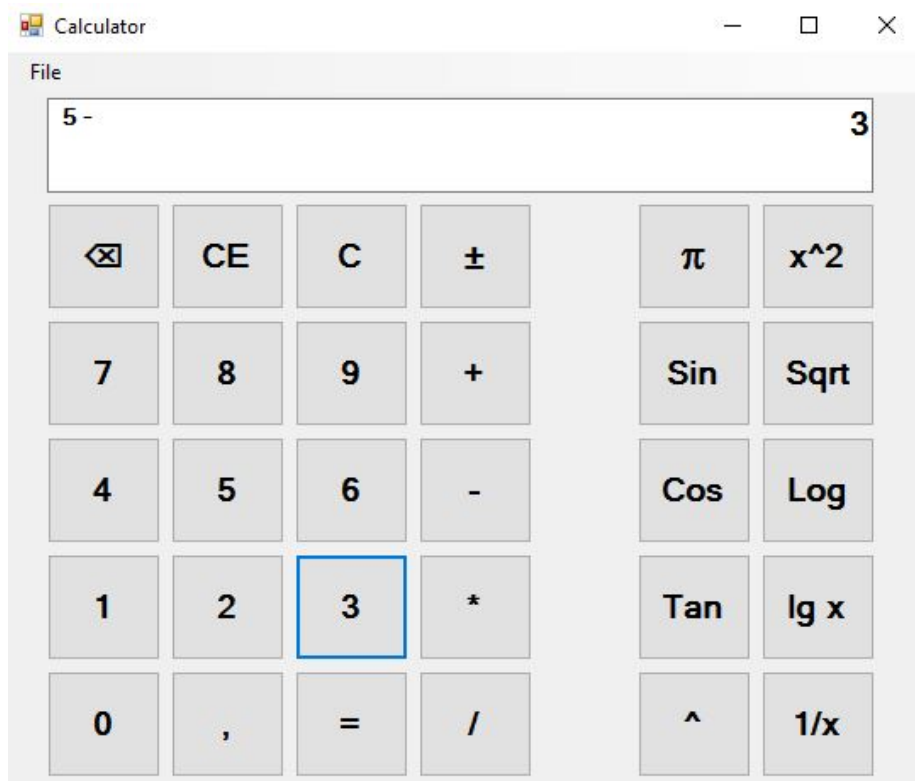 Calculator
File
5 - 3
⌫ CE C ± π x^2
7 8 9 + Sin Sqrt
4 5 6 - Cos Log
1 2 3 * Tan lg x
0 , = / ^ 1/x